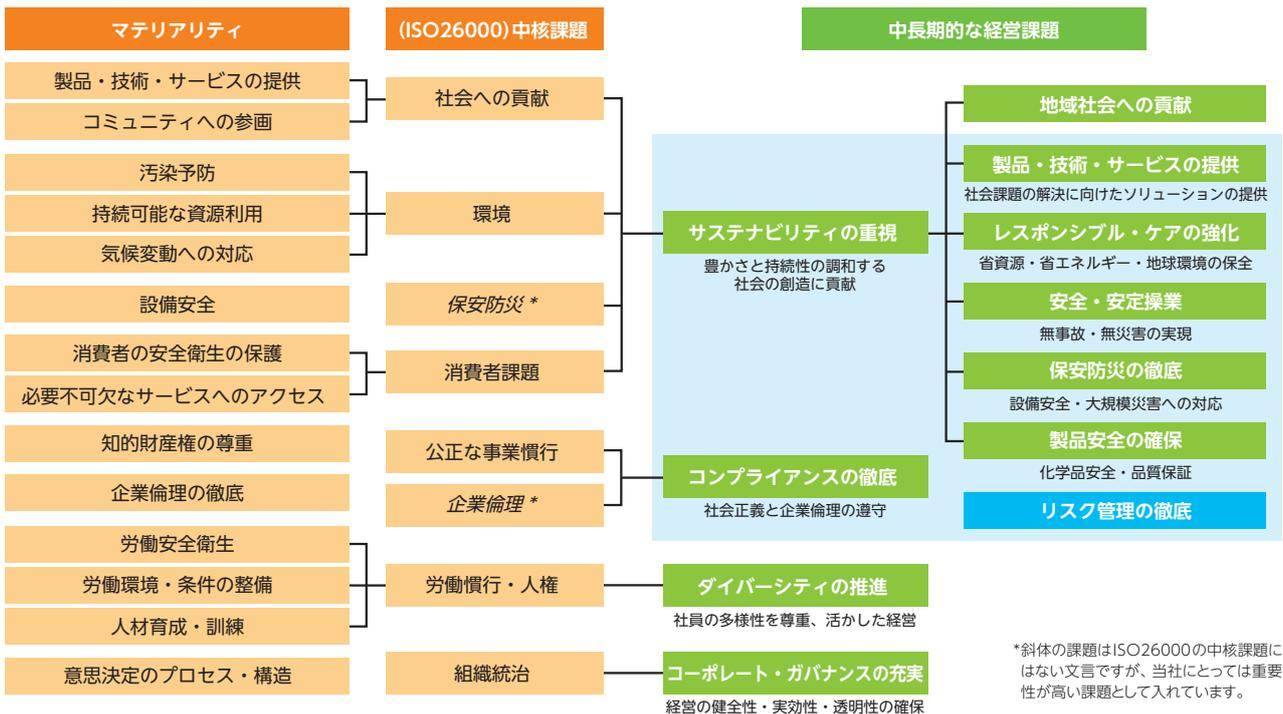 マテリアリティ
(ISO26000)中核課題
中長期的な経営課題
製品・技術・サービスの提供
コミュニティへの参画
汚染予防
持続可能な資源利用
気候変動への対応
設備安全
消費者の安全衛生の保護
必要不可欠なサービスへのアクセス
知的財産権の尊重
企業倫理の徹底
労働安全衛生
労働環境・条件の整備
人材育成・訓練
意思決定のプロセス・構造
社会への貢献
環境
保安防災 *
消費者課題
公正な事業慣行
企業倫理 *
労働慣行・人権
組織統治
サステナビリティの重視
豊かさと持続性の調和する
社会の創造に貢献
コンプライアンスの徹底
社会正義と企業倫理の遵守
ダイバーシティの推進
社員の多様性を尊重、活かした経営
コーポレート・ガバナンスの充実
経営の健全性・実効性・透明性の確保
地域社会への貢献
製品・技術・サービスの提供
社会課題の解決に向けたソリューションの提供
レスポンシブル・ケアの強化
省資源・省エネルギー・地球環境の保全
安全・安定操業
無事故・無災害の実現
保安防災の徹底
設備安全・大規模災害への対応
製品安全の確保
化学品安全・品質保証
リスク管理の徹底
*斜体の課題はISO26000の中核課題に
はない文言ですが、当社にとっては重要
性が高い課題として入れています。